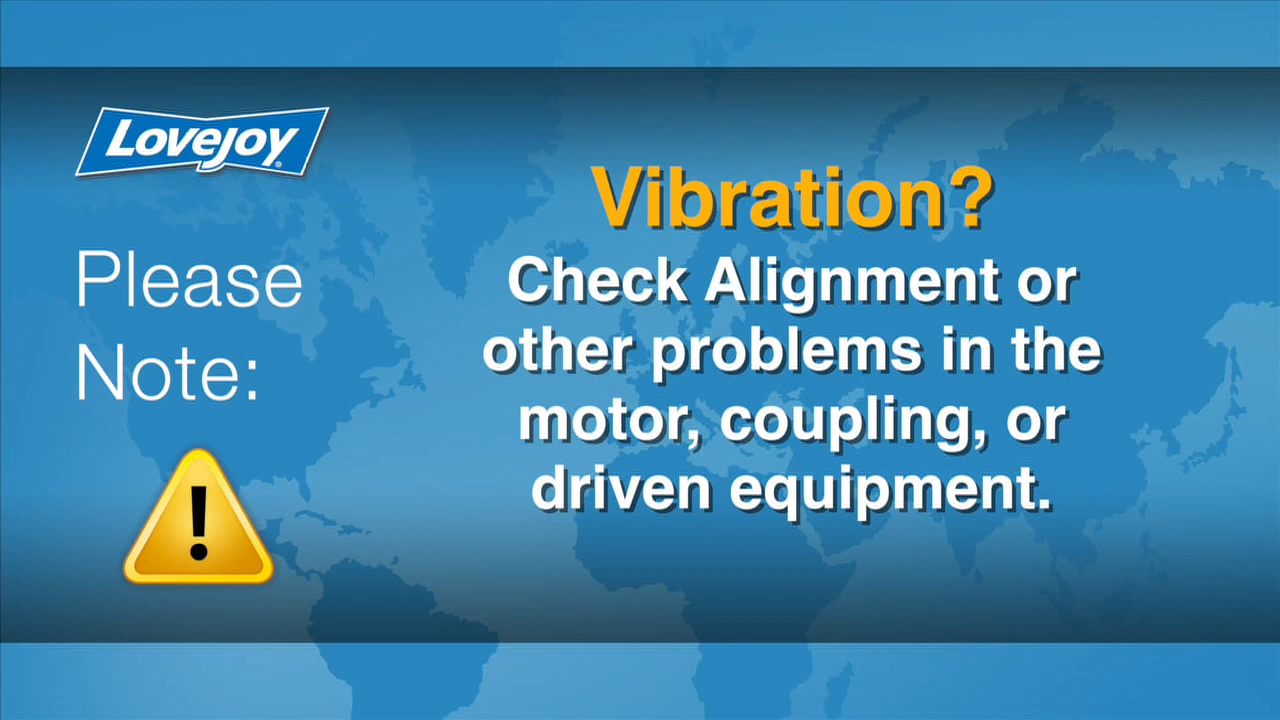 Lovejoy®
Please
Note:
!
Vibration?
Check Alignment or
other problems in the
motor, coupling, or
driven equipment.